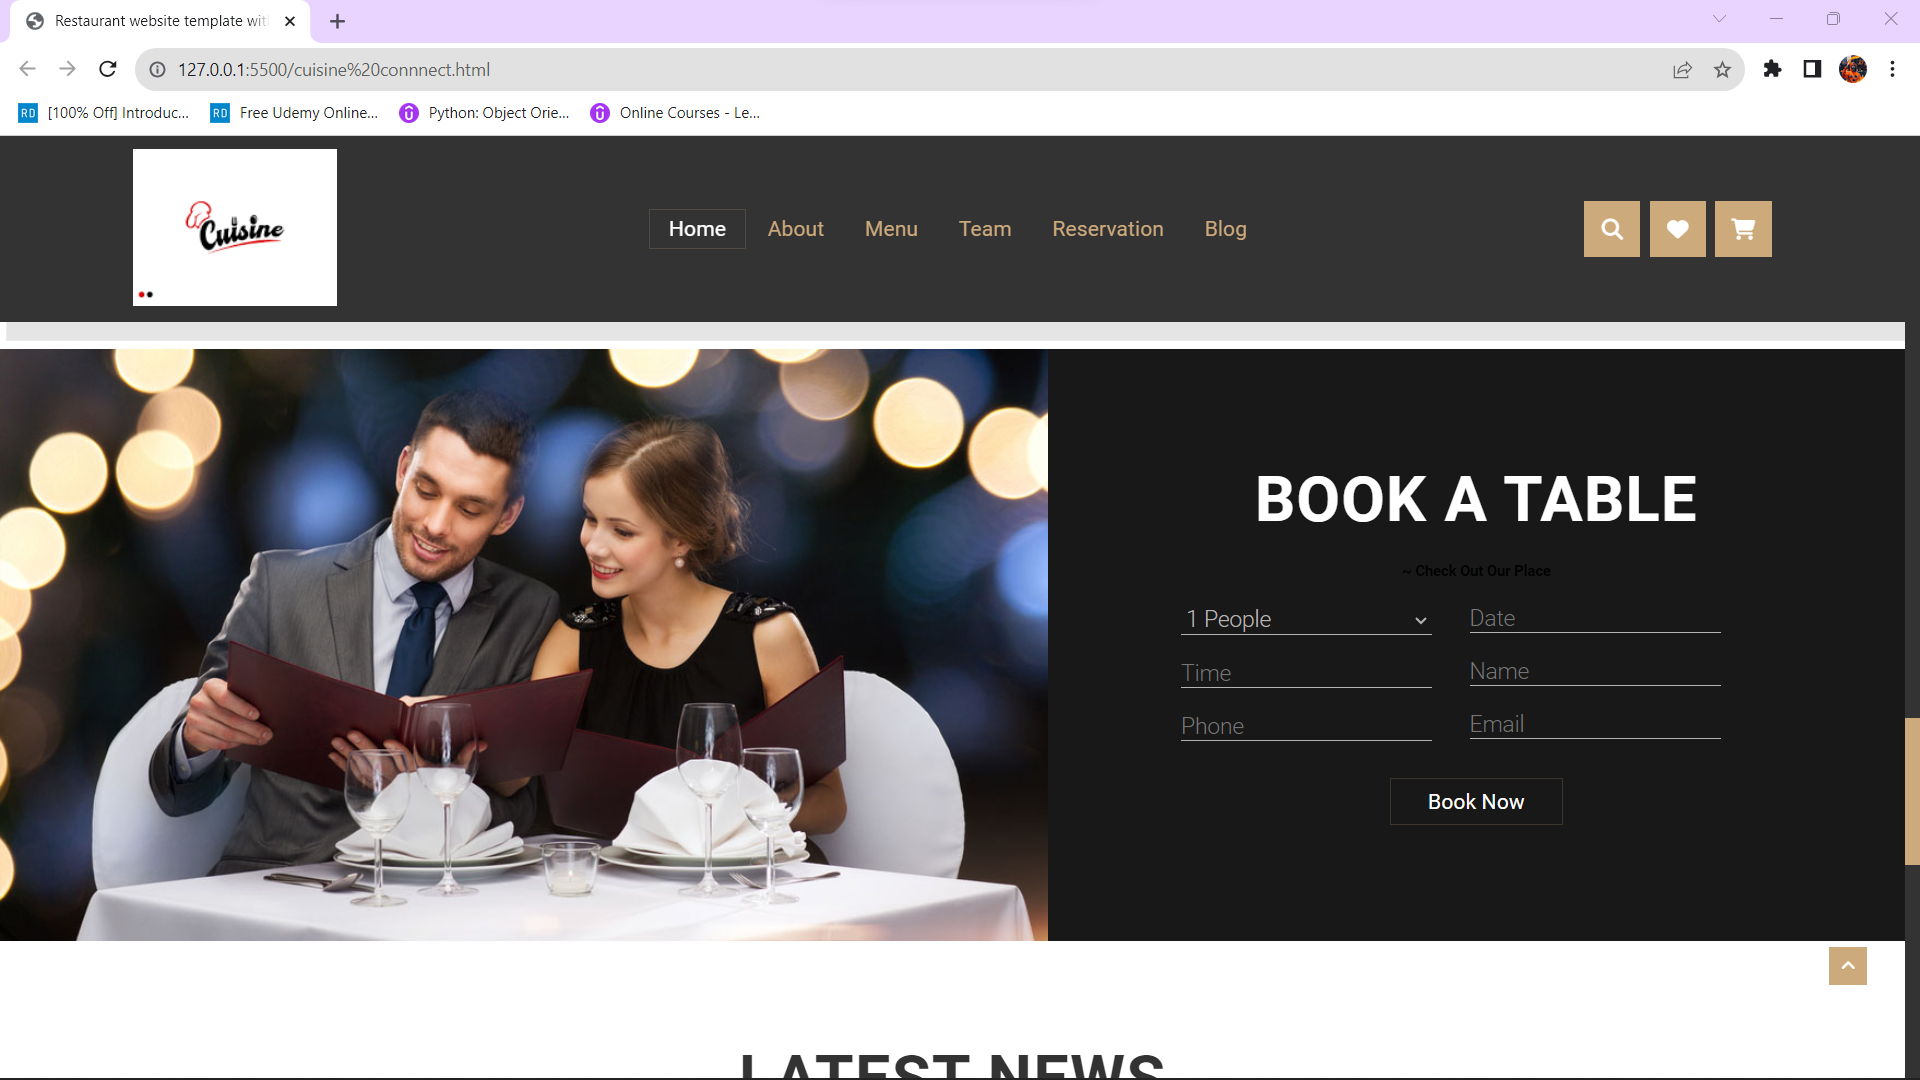 Restaurant website template wit
127.0.0.1:5500/cuisine%20connnect.html
RD [100% Off] Introduc... RD Free Udemy Online... Python: Object Orie... Online Courses - Le...
Cuisine
Home About Menu Team Reservation Blog
BOOK A TABLE
~ Check Out Our Place
1 People Date
Time Name
Phone Email
Book Now
LATEST NEWS